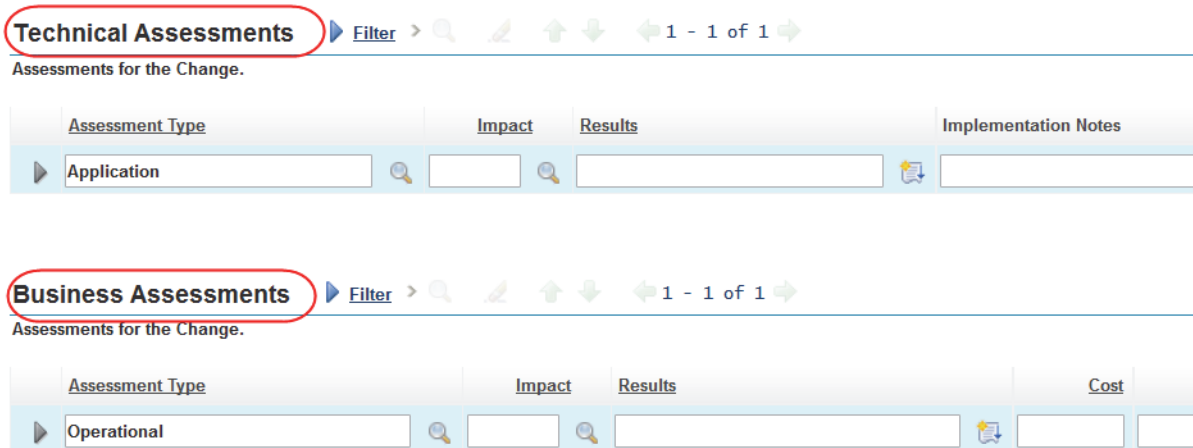 Technical Assessments Filter > 1 - 1 of 1
Assessments for the Change.
Assessment Type Impact Results Implementation Notes
Application
Business Assessments Filter > 1 - 1 of 1
Assessments for the Change.
Assessment Type Impact Results Cost
Operational